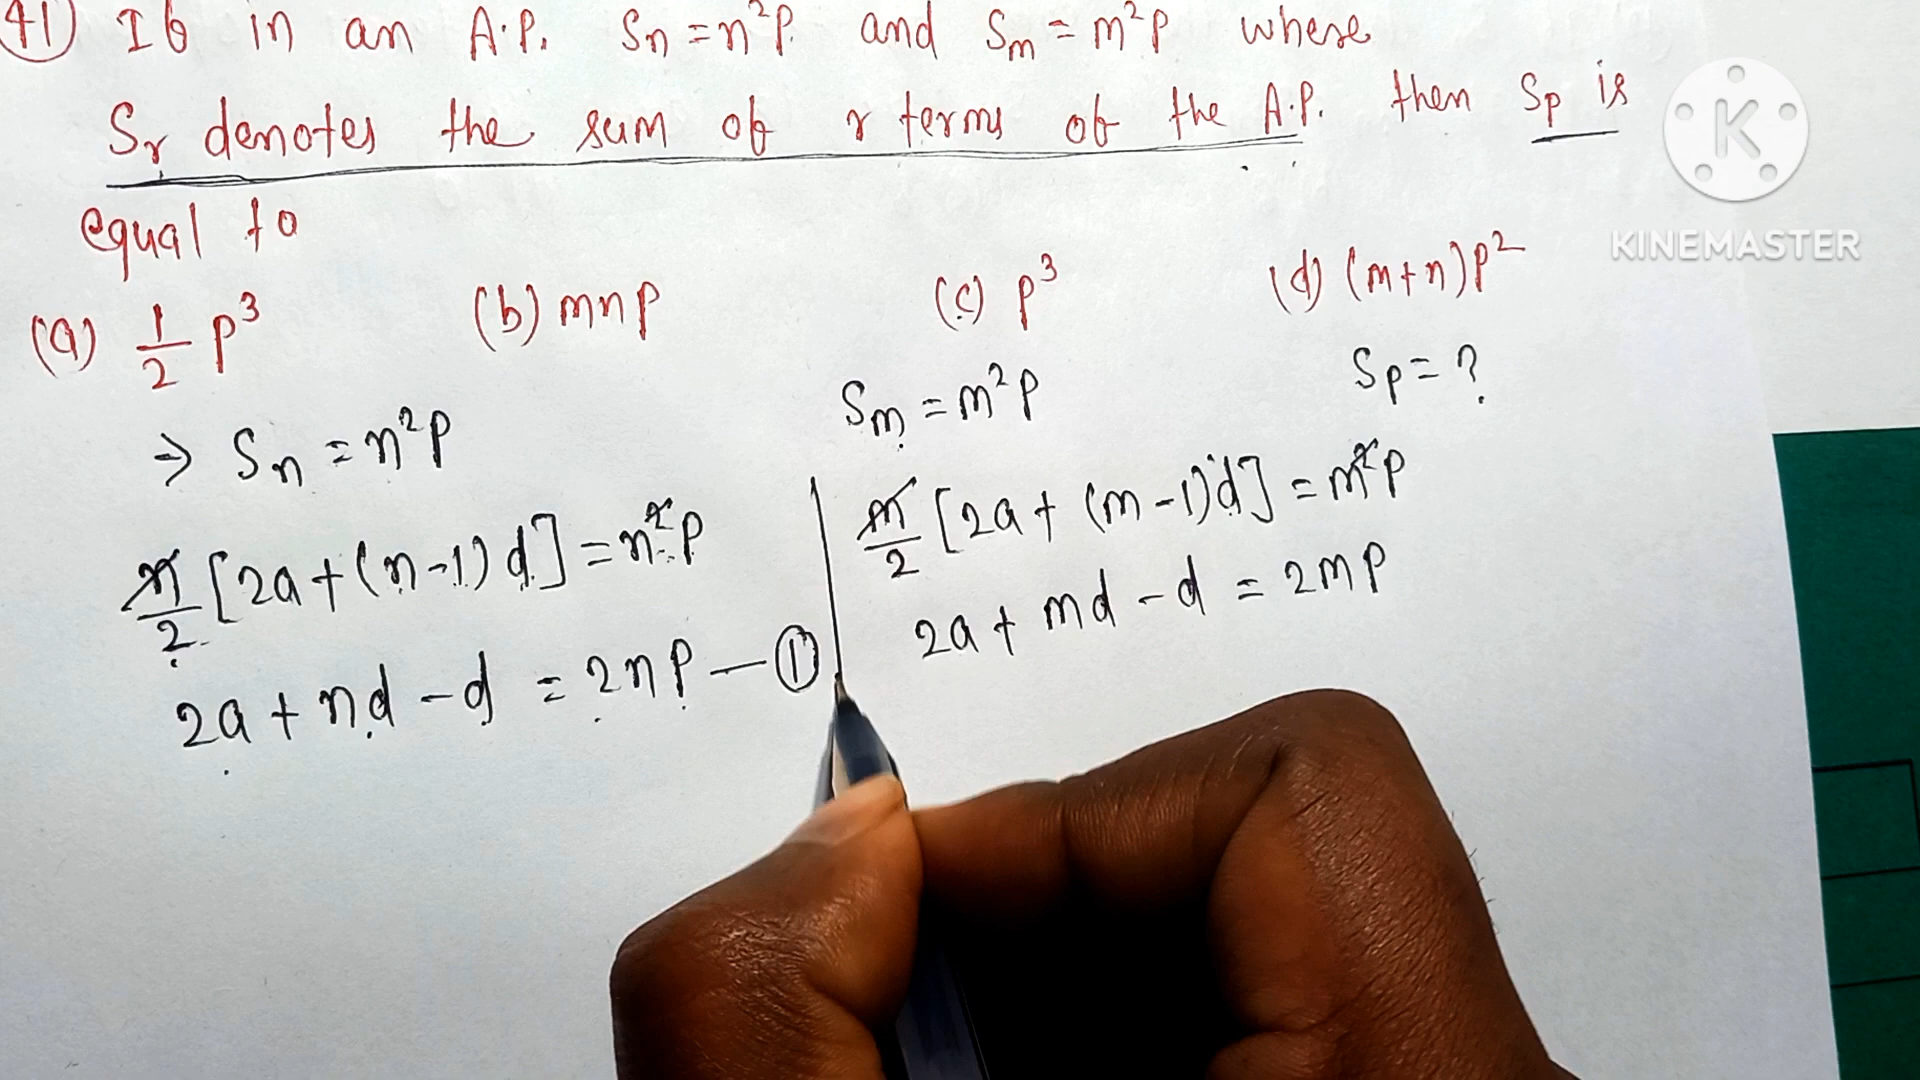 41) If in an A.P. Sn = n²p. and Sm = m²p where
Sr denotes the sum of r terms of the A.P. then Sp is
equal to
(a) 1/2 p³ (b) mnp (c) p³ (d) (m+n)p²
⇒ Sn = n²p Sm = m²p Sp = ?
n/2 [2a + (n-1)d] = n²p m/2 [2a + (m-1)d] = m²p
2a + nd - d = 2np — ① 2a + md - d = 2mp
K
KINEMASTER